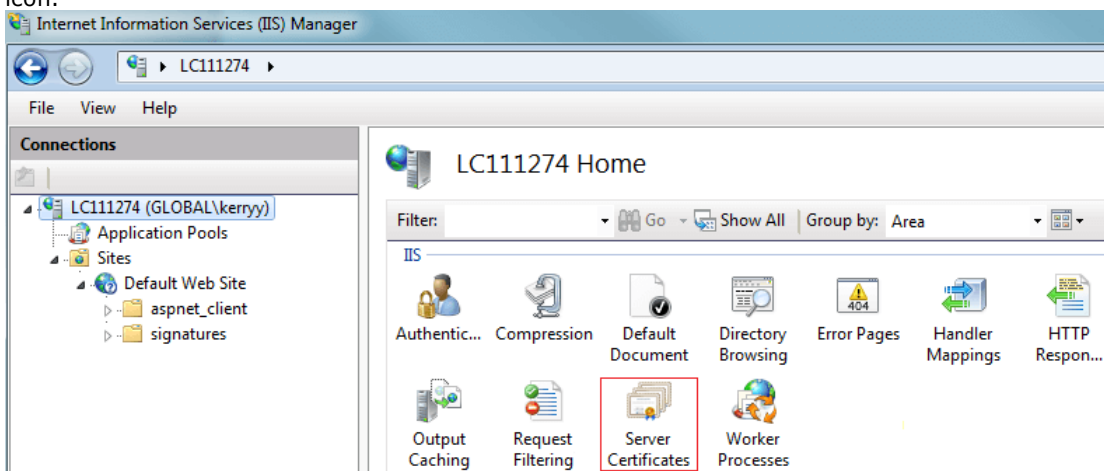 icon.
Internet Information Services (IIS) Manager
LC111274
File View Help
Connections
LC111274 Home
LC111274 (GLOBAL\kerryy)
Application Pools
Sites
Default Web Site
aspnet_client
signatures
Filter: Go Show All Group by: Area
IIS
Authentic... Compression Default Document Directory Browsing Error Pages Handler Mappings HTTP Respon...
404
Output Caching Request Filtering Server Certificates Worker Processes